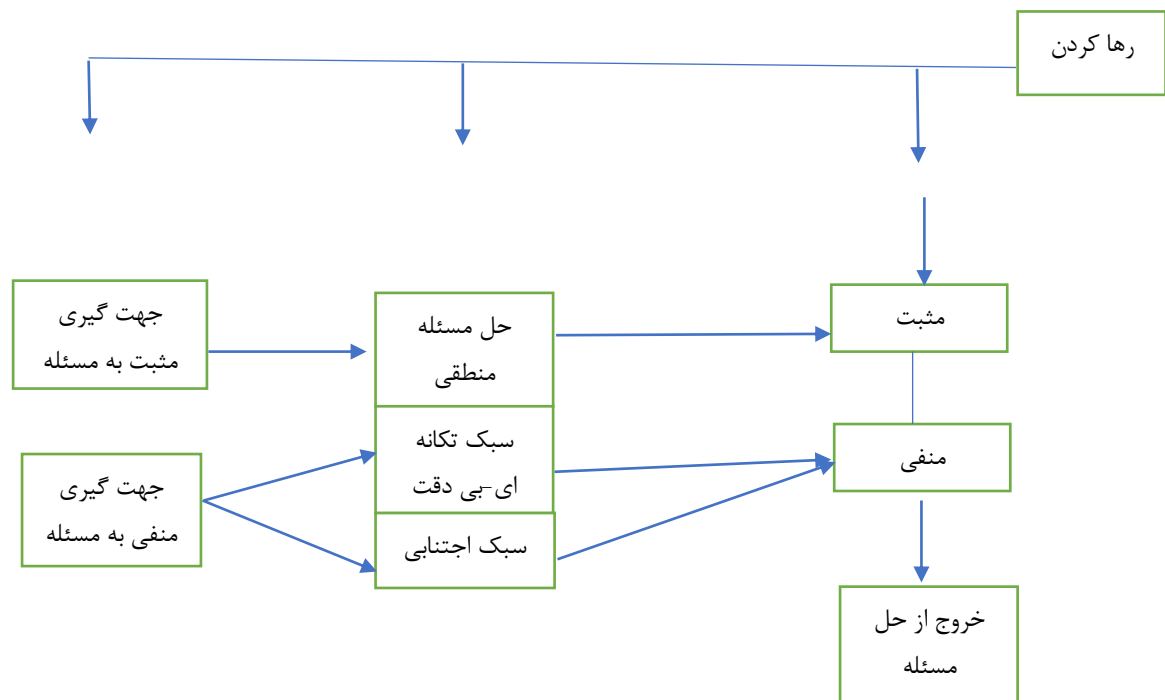 رها کردن
جهت گیری
مثبت به مسئله
حل مسئله
منطقی
مثبت
سبک تکانه
ای-بی دقت
منفی
جهت گیری
منفی به مسئله
سبک اجتنابی
خروج از حل
مسئله